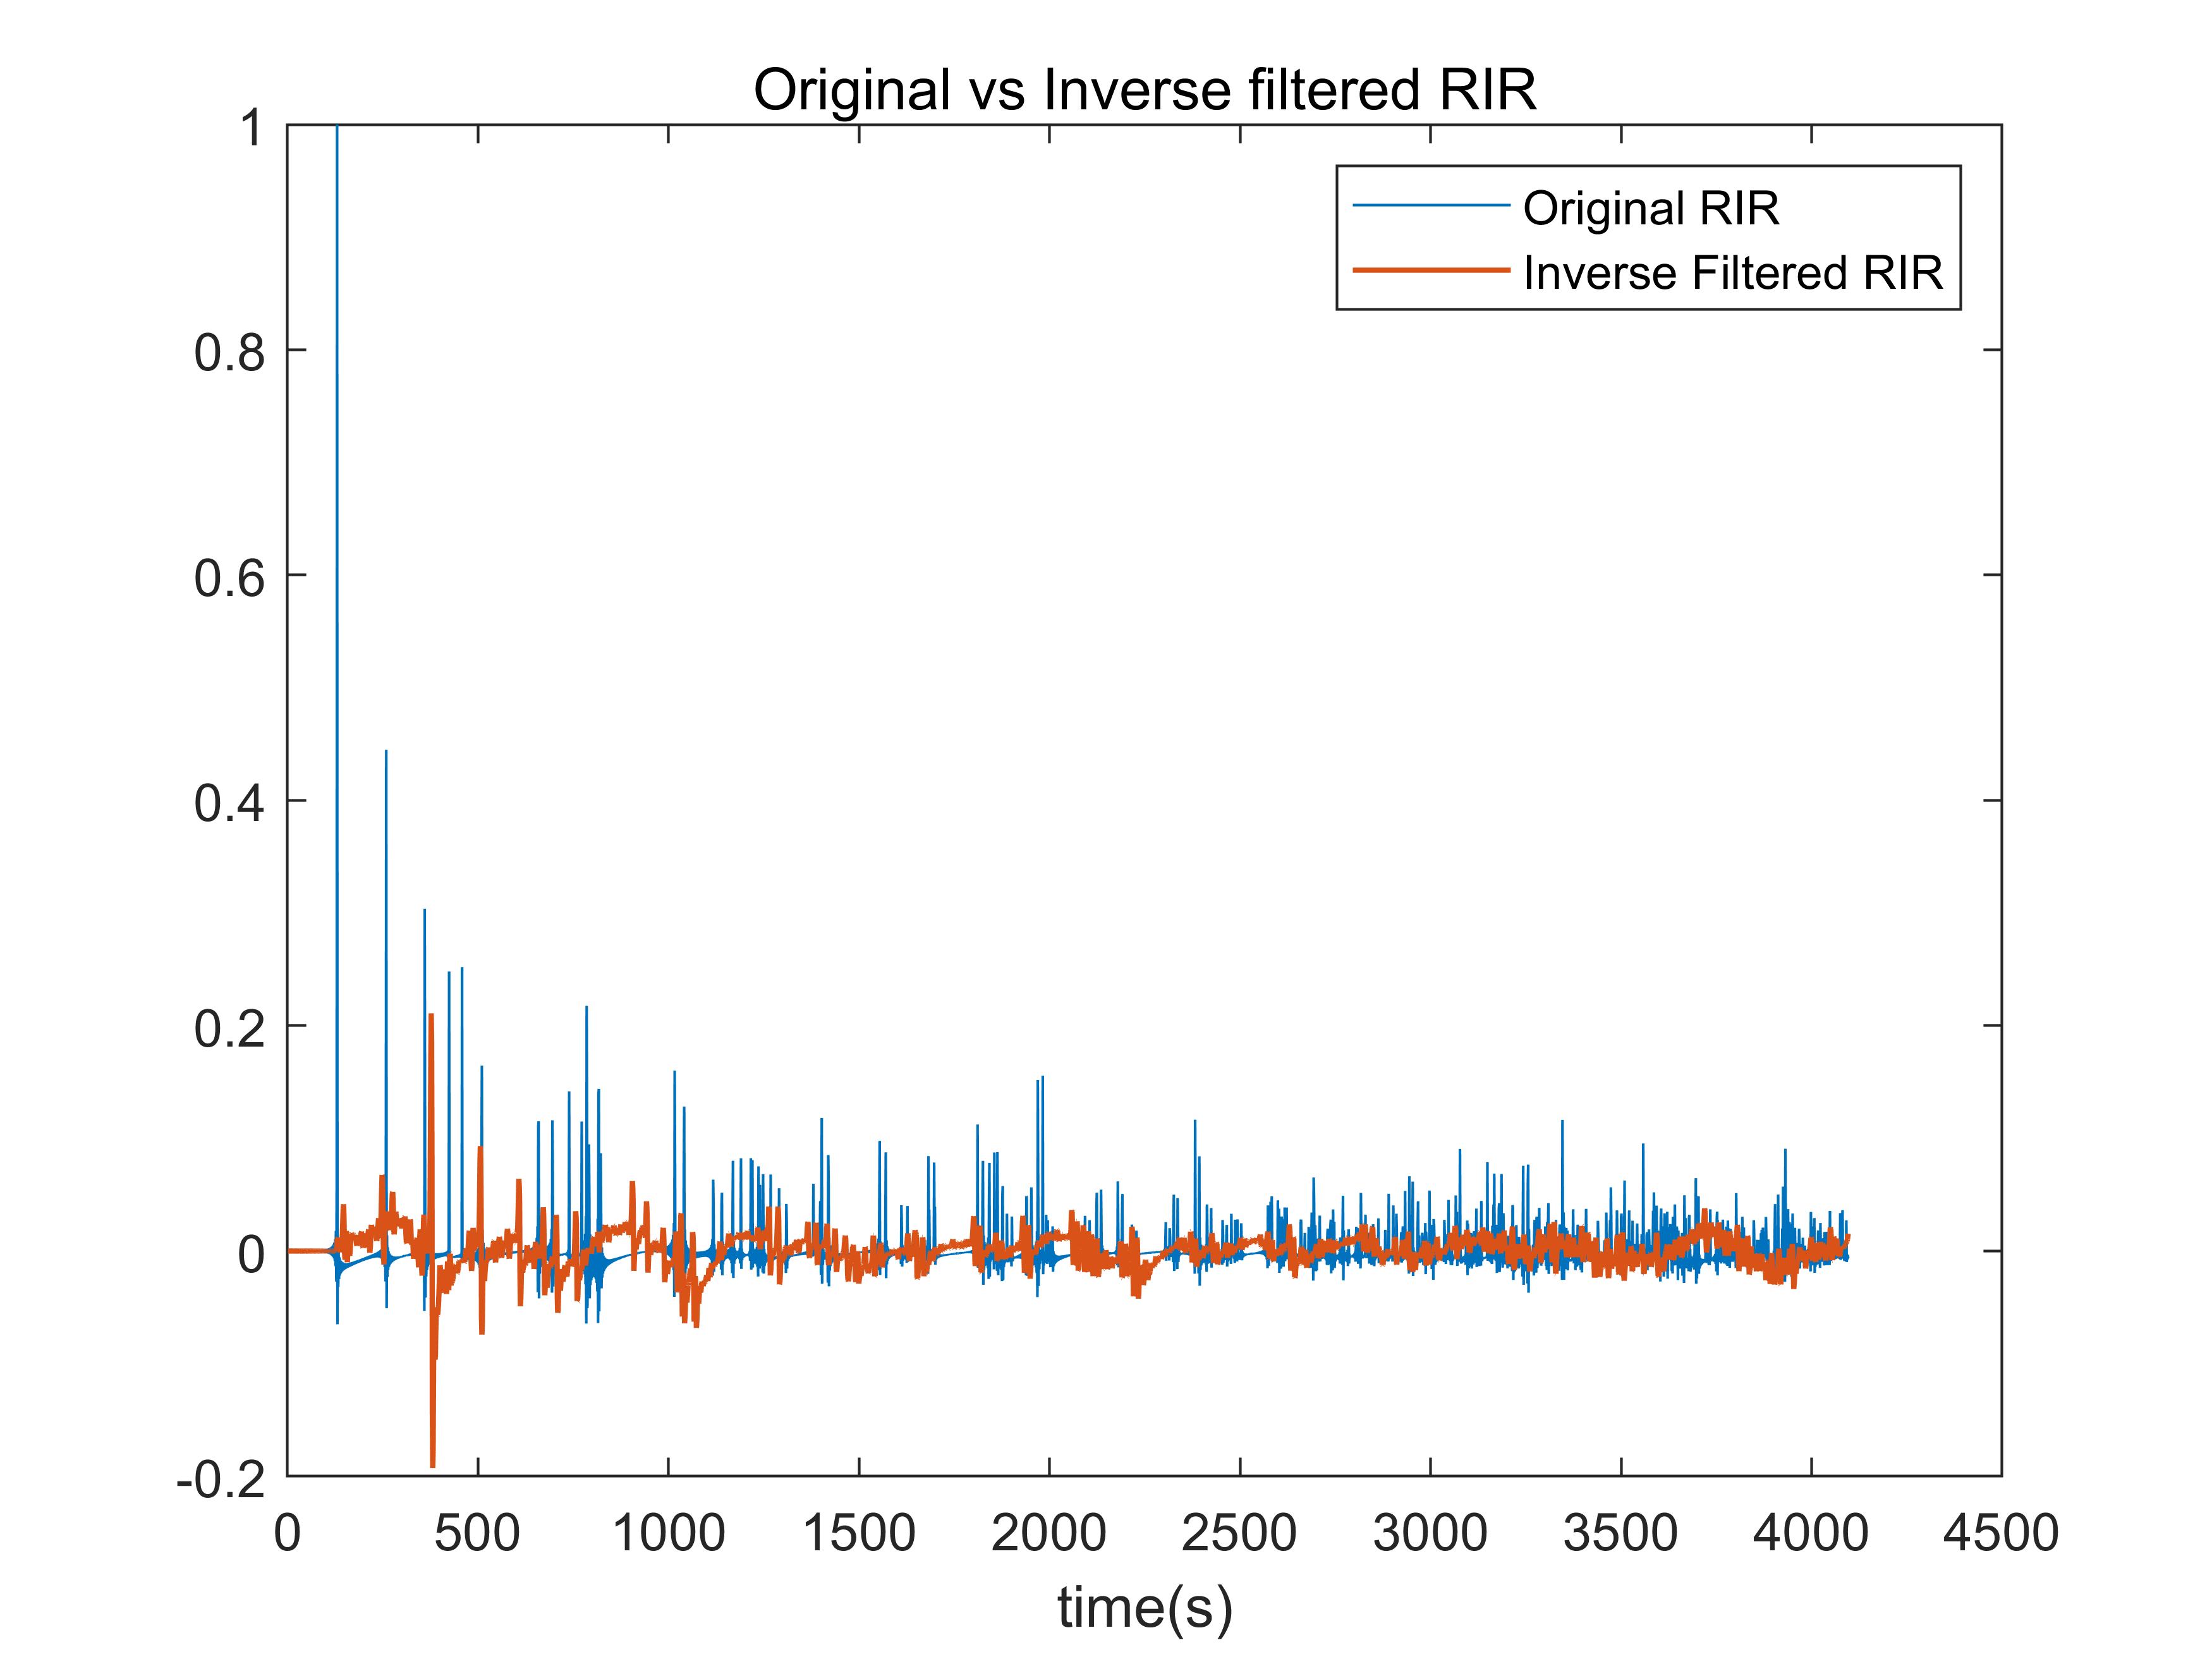 Original vs Inverse filtered RIR
Original RIR
Inverse Filtered RIR
1
0.8
0.6
0.4
0.2
0
-0.2
0 500 1000 1500 2000 2500 3000 3500 4000 4500
time(s)